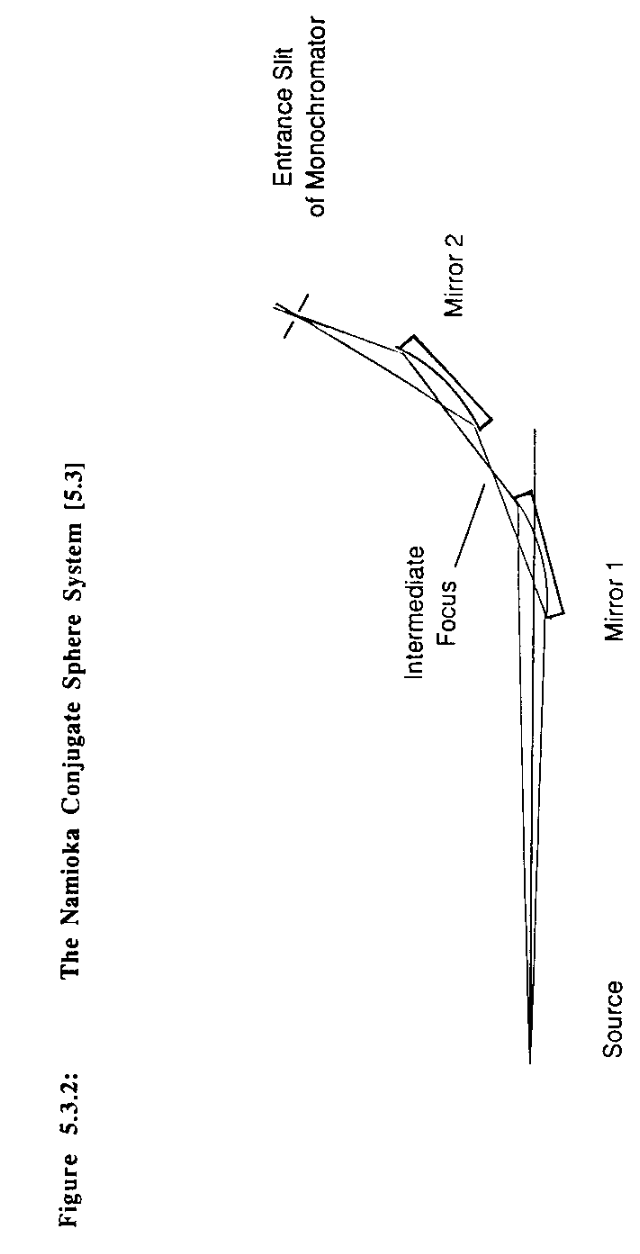 Figure 5.3.2: The Namioka Conjugate Sphere System [5.3]
Entrance Slit
of Monochromator
Mirror 2
Intermediate
Focus
Mirror 1
Source